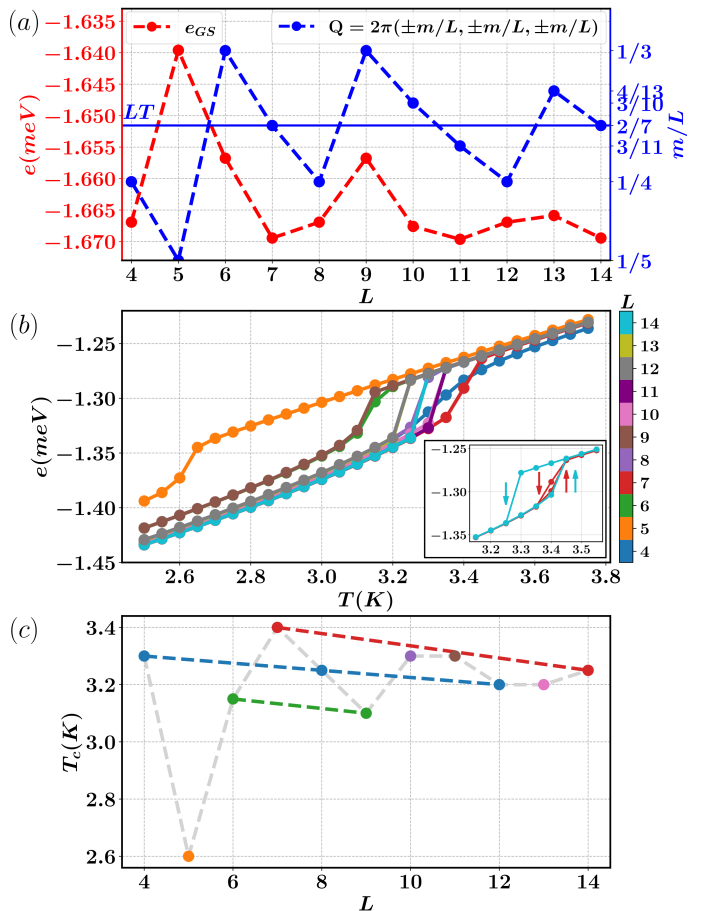 (a)
e_GS
Q = 2π(±m/L, ±m/L, ±m/L)
LT
e(meV)
−1.635
−1.640
−1.645
−1.650
−1.655
−1.660
−1.665
−1.670
1/3
4/13
3/10
2/7
3/11
1/4
1/5
m/L
4 5 6 7 8 9 10 11 12 13 14
L
(b)
e(meV)
−1.25
−1.30
−1.35
−1.40
−1.45
2.6 2.8 3.0 3.2 3.4 3.6 3.8
T(K)
−1.25
−1.30
−1.35
3.2 3.3 3.4 3.5
L
14
13
12
11
10
9
8
7
6
5
4
(c)
T_c(K)
3.4
3.2
3.0
2.8
2.6
4 6 8 10 12 14
L